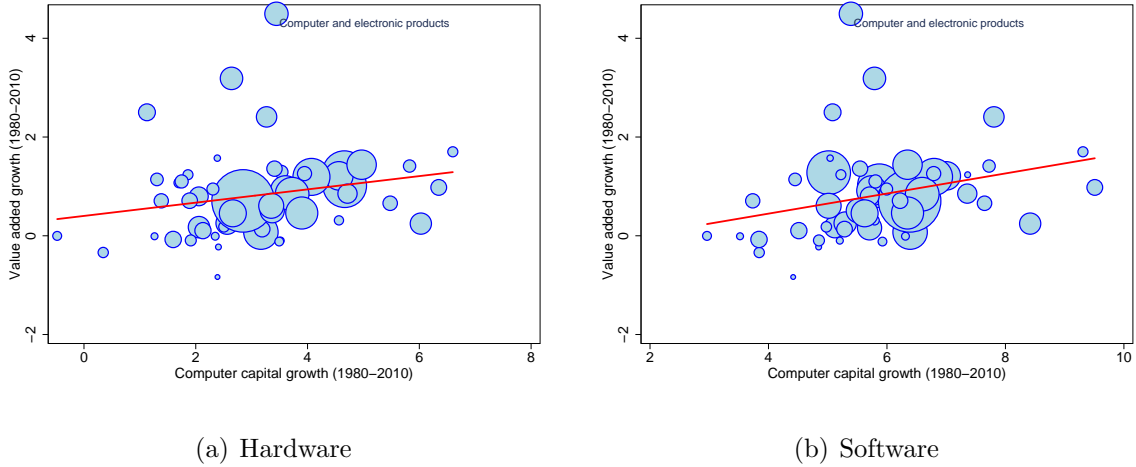 Computer and electronic products
Value added growth (1980−2010)
4
2
0
−2
0 2 4 6 8
Computer capital growth (1980−2010)
(a) Hardware
Computer and electronic products
Value added growth (1980−2010)
4
2
0
−2
2 4 6 8 10
Computer capital growth (1980−2010)
(b) Software